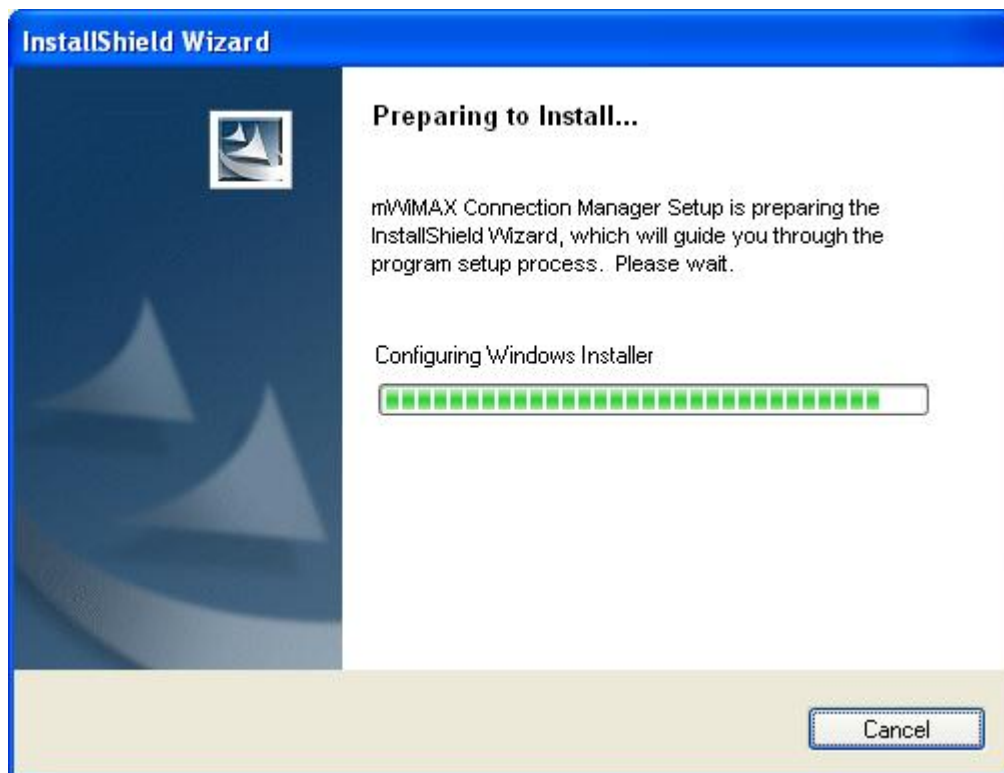 InstallShield Wizard
Preparing to Install...
mWiMAX Connection Manager Setup is preparing the
InstallShield Wizard, which will guide you through the
program setup process. Please wait.
Configuring Windows Installer
Cancel